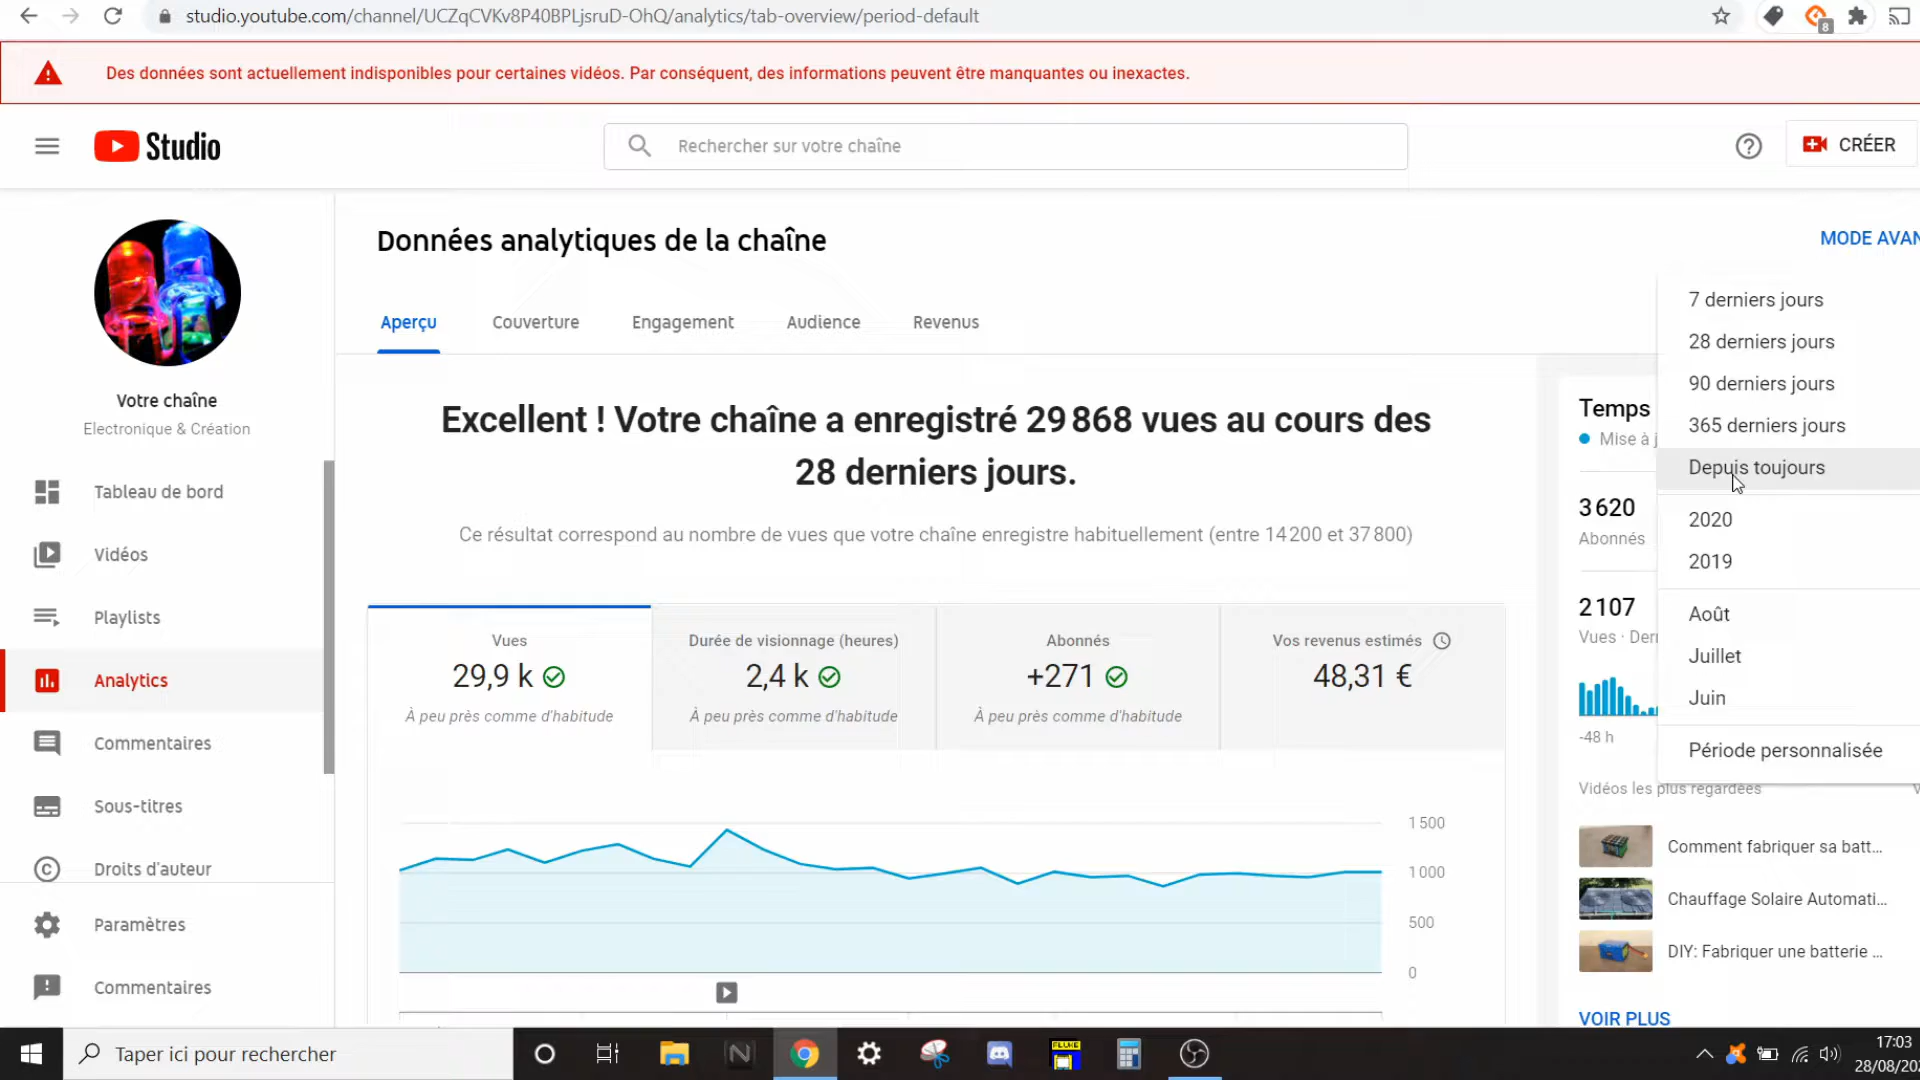 studio.youtube.com/channel/UCZqCVKv8P40BPLjsruD-OhQ/analytics/tab-overview/period-default
8
Des données sont actuellement indisponibles pour certaines vidéos. Par conséquent, des informations peuvent être manquantes ou inexactes.
Studio
Rechercher sur votre chaîne
CRÉER
Votre chaîne
Electronique & Création
Tableau de bord
Vidéos
Playlists
Analytics
Commentaires
Sous-titres
Droits d'auteur
Paramètres
Commentaires
Données analytiques de la chaîne
MODE AVAN
Aperçu
Couverture
Engagement
Audience
Revenus
Excellent ! Votre chaîne a enregistré 29 868 vues au cours des
28 derniers jours.
Ce résultat correspond au nombre de vues que votre chaîne enregistre habituellement (entre 14 200 et 37 800)
Vues
29,9 k
À peu près comme d'habitude
Durée de visionnage (heures)
2,4 k
À peu près comme d'habitude
Abonnés
+271
À peu près comme d'habitude
Vos revenus estimés
48,31 €
1 500
1 000
500
0
Temps
Mise à j
3 620
Abonnés
2 107
Vues · Der
-48 h
Vidéos les plus regardées
Comment fabriquer sa batt...
Chauffage Solaire Automati...
DIY: Fabriquer une batterie ...
VOIR PLUS
7 derniers jours
28 derniers jours
90 derniers jours
365 derniers jours
Depuis toujours
2020
2019
Août
Juillet
Juin
Période personnalisée
Taper ici pour rechercher
FLUKE
17:03
28/08/202